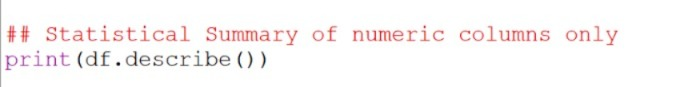 ## Statistical Summary of numeric columns only
print(df.describe())